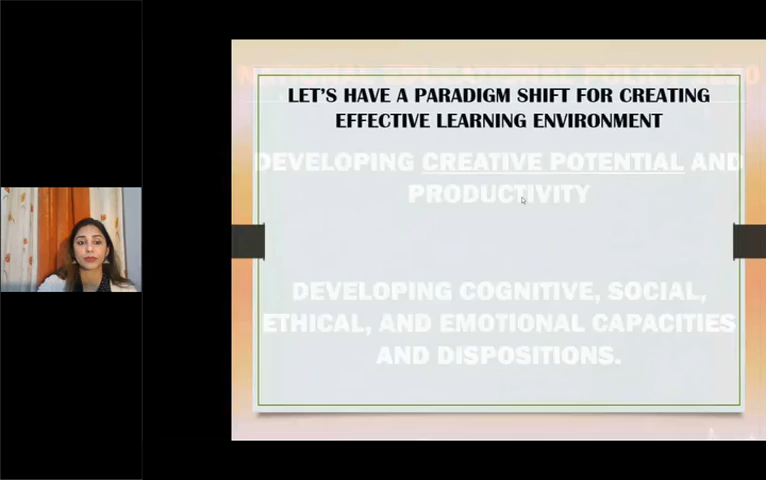 LET'S HAVE A PARADIGM SHIFT FOR CREATING
EFFECTIVE LEARNING ENVIRONMENT
DEVELOPING CREATIVE POTENTIAL AND
PRODUCTIVITY
DEVELOPING COGNITIVE, SOCIAL,
ETHICAL, AND EMOTIONAL CAPACITIES
AND DISPOSITIONS.